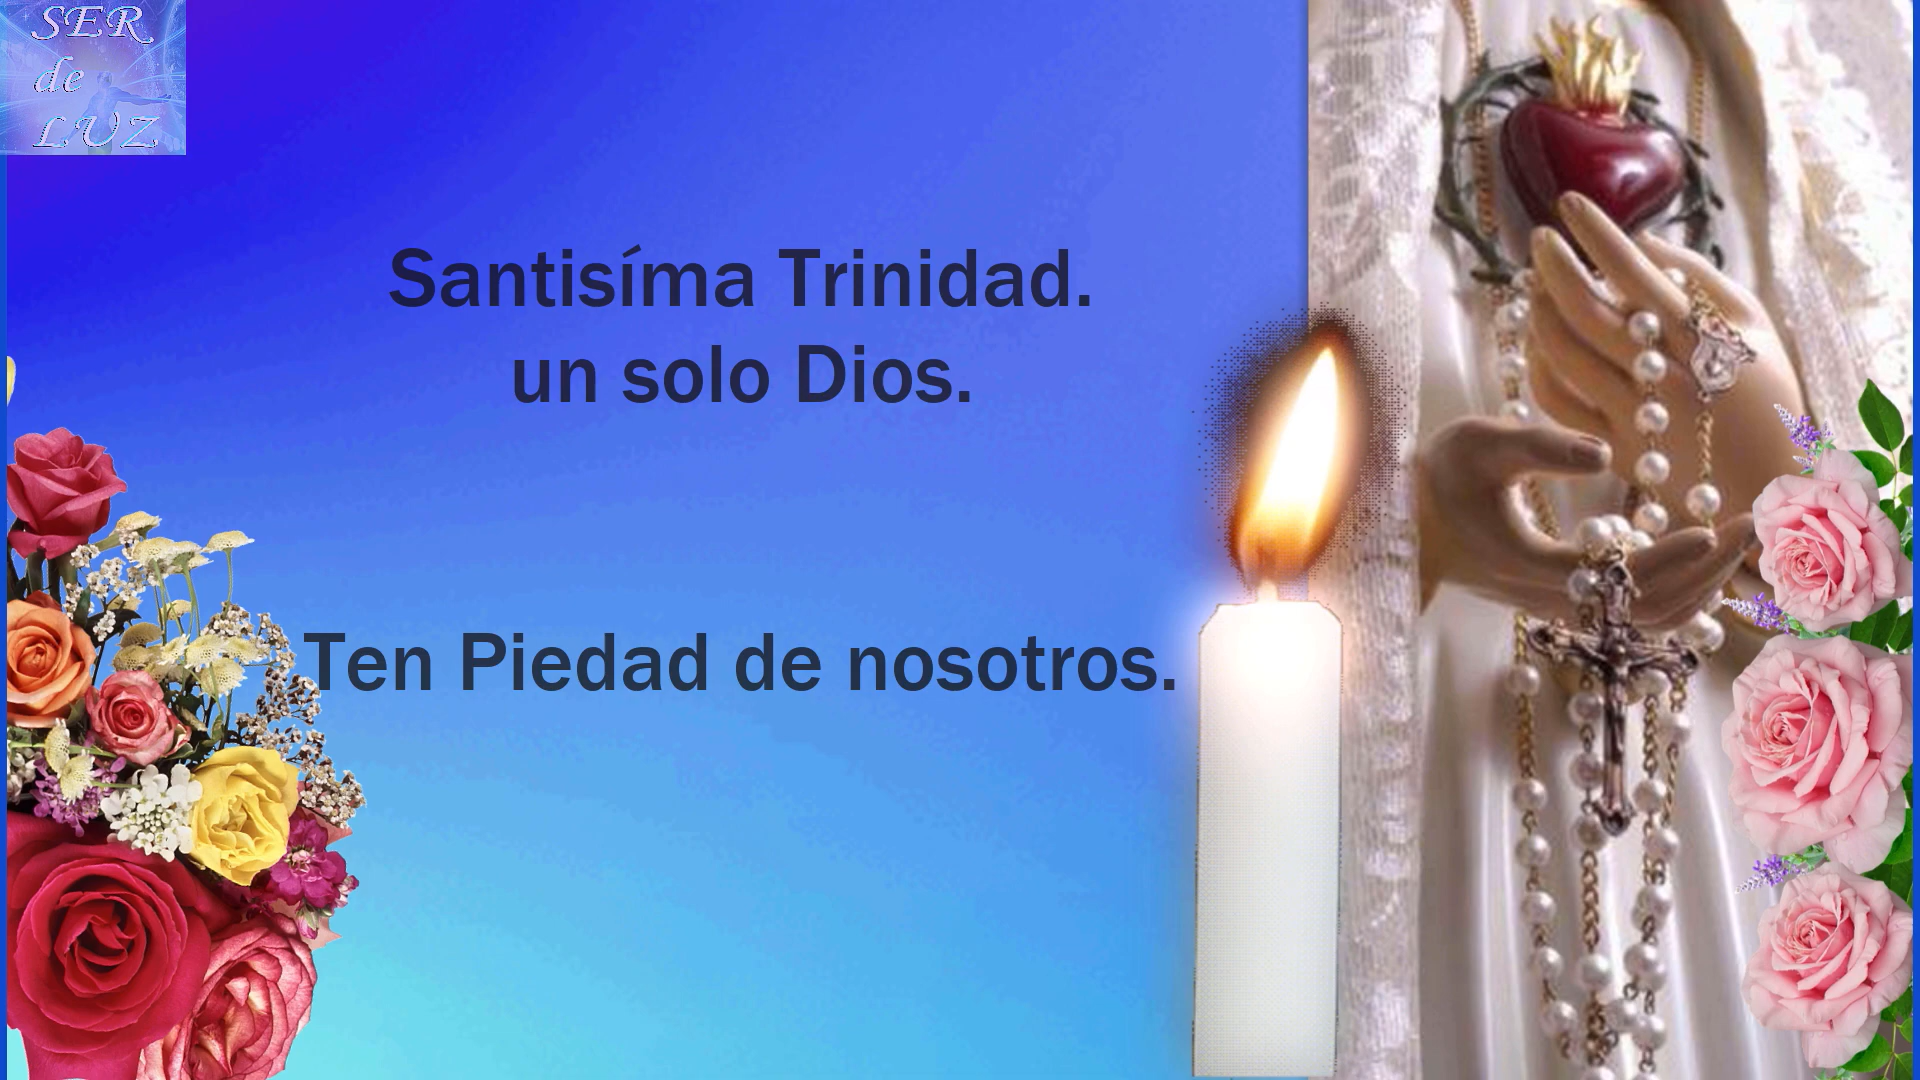 SER
de
LUZ
Santisíma Trinidad.
un solo Dios.
Ten Piedad de nosotros.